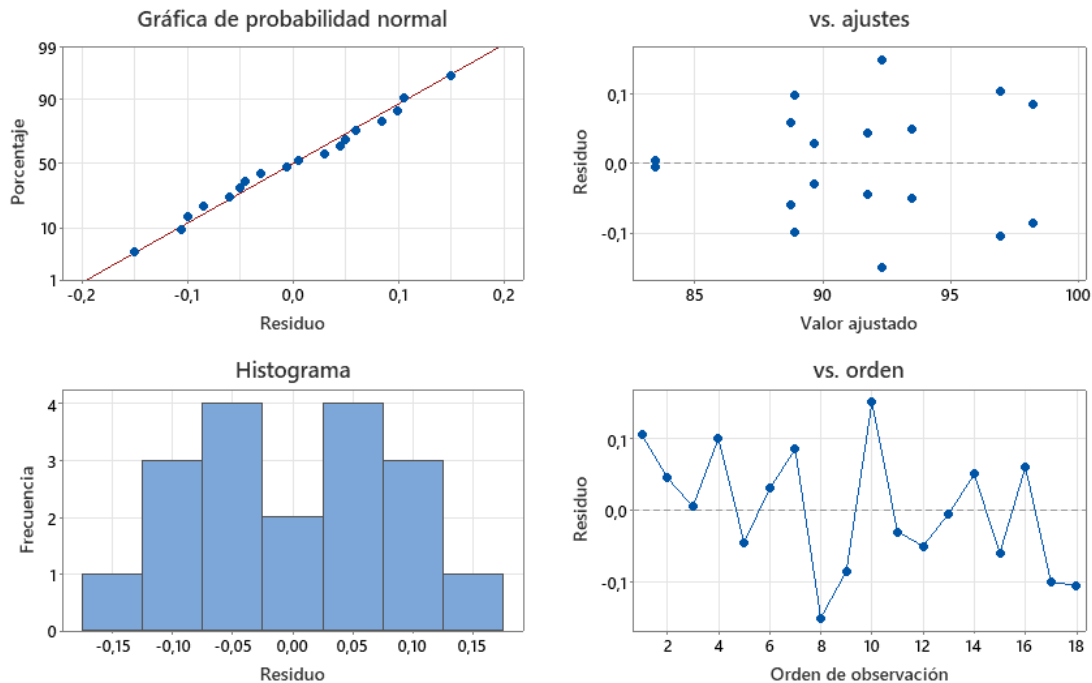 Gráfica de probabilidad normal
99
90
50
10
1
Porcentaje
-0,2 -0,1 0,0 0,1 0,2
Residuo
vs. ajustes
0,1
0,0
-0,1
Residuo
85 90 95 100
Valor ajustado
Histograma
4
3
2
1
0
Frecuencia
-0,15 -0,10 -0,05 0,00 0,05 0,10 0,15
Residuo
vs. orden
0,1
0,0
-0,1
Residuo
2 4 6 8 10 12 14 16 18
Orden de observación